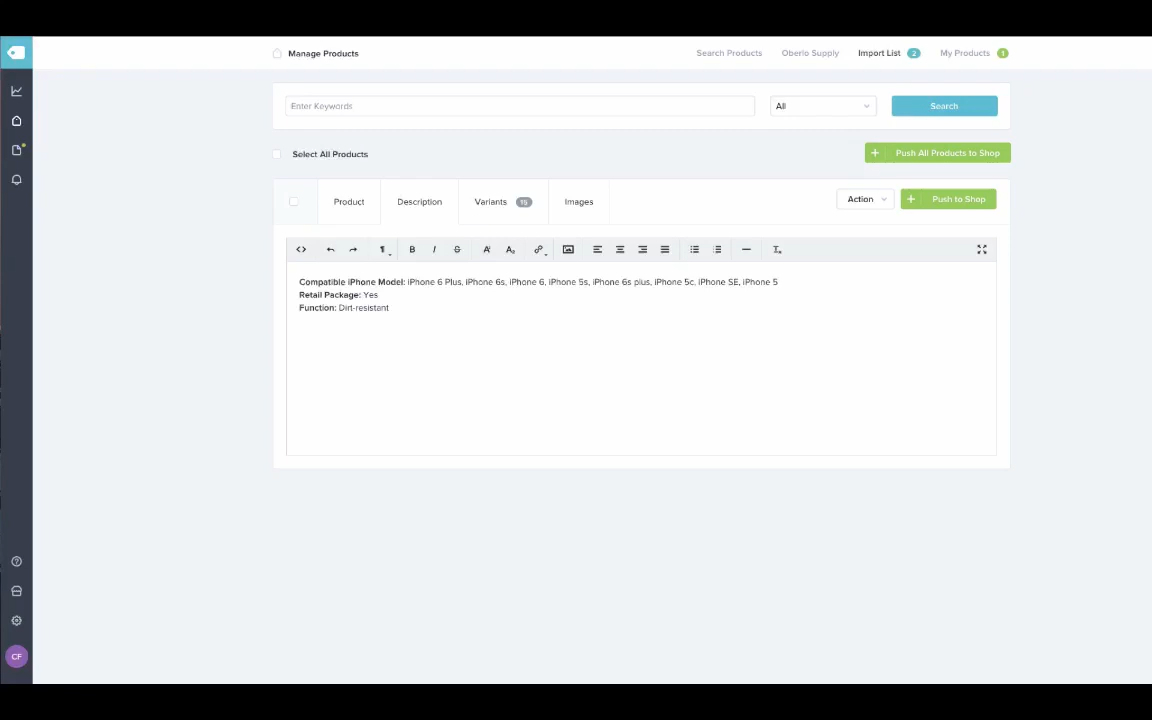 Manage Products
Search Products
Oberlo Supply
Import List 2
My Products 1
Enter Keywords
All
Search
Select All Products
+ Push All Products to Shop
Product
Description
Variants 15
Images
Action
+ Push to Shop
Compatible iPhone Model: iPhone 6 Plus, iPhone 6s, iPhone 6, iPhone 5s, iPhone 6s plus, iPhone 5c, iPhone SE, iPhone 5
Retail Package: Yes
Function: Dirt-resistant
CF